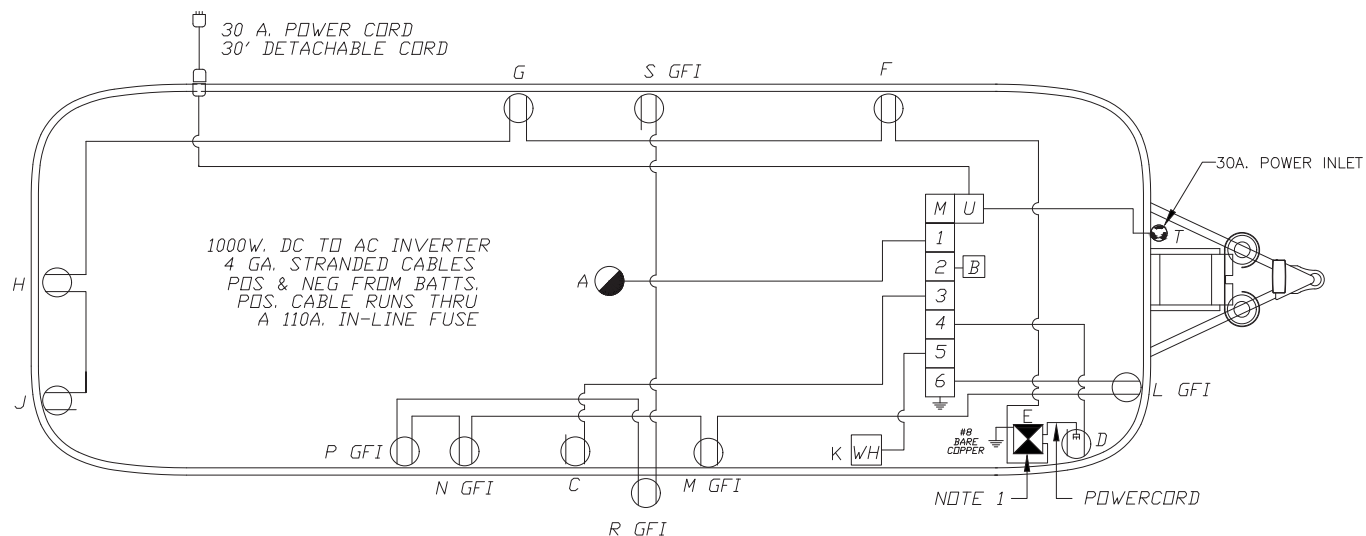 30 A. POWER CORD
30' DETACHABLE CORD
G
S GFI
F
30A. POWER INLET
M U
T
1
1000W. DC TO AC INVERTER
4 GA. STRANDED CABLES
POS & NEG FROM BATTS.
POS. CABLE RUNS THRU
A 110A. IN-LINE FUSE
2
B
A
H
3
4
5
6
J
L GFI
E
#8
BARE
COPPER
D
P GFI
K WH
N GFI
C
M GFI
NOTE 1
POWERCORD
R GFI